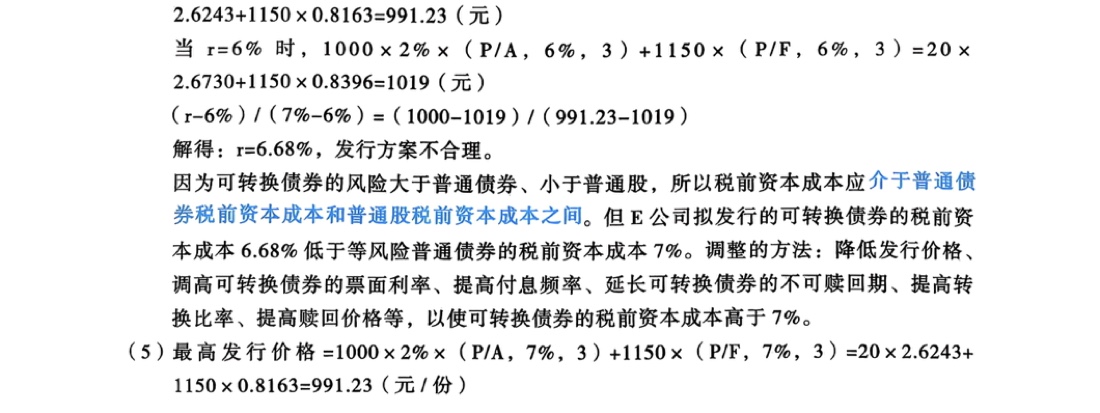 2.6243+1150×0.8163=991.23（元）
当 r=6% 时，1000×2%×（P/A，6%，3）+1150×（P/F，6%，3）=20×
2.6730+1150×0.8396=1019（元）
（r-6%）/（7%-6%）=（1000-1019）/（991.23-1019）
解得：r=6.68%，发行方案不合理。
因为可转换债券的风险大于普通债券、小于普通股，所以税前资本成本应介于普通债
券税前资本成本和普通股税前资本成本之间。但 E 公司拟发行的可转换债券的税前资
本成本 6.68% 低于等风险普通债券的税前资本成本 7%。调整的方法：降低发行价格、
调高可转换债券的票面利率、提高付息频率、延长可转换债券的不可赎回期、提高转
换比率、提高赎回价格等，以使可转换债券的税前资本成本高于 7%。
（5）最高发行价格 =1000×2%×（P/A，7%，3）+1150×（P/F，7%，3）=20×2.6243+
1150×0.8163=991.23（元 / 份）